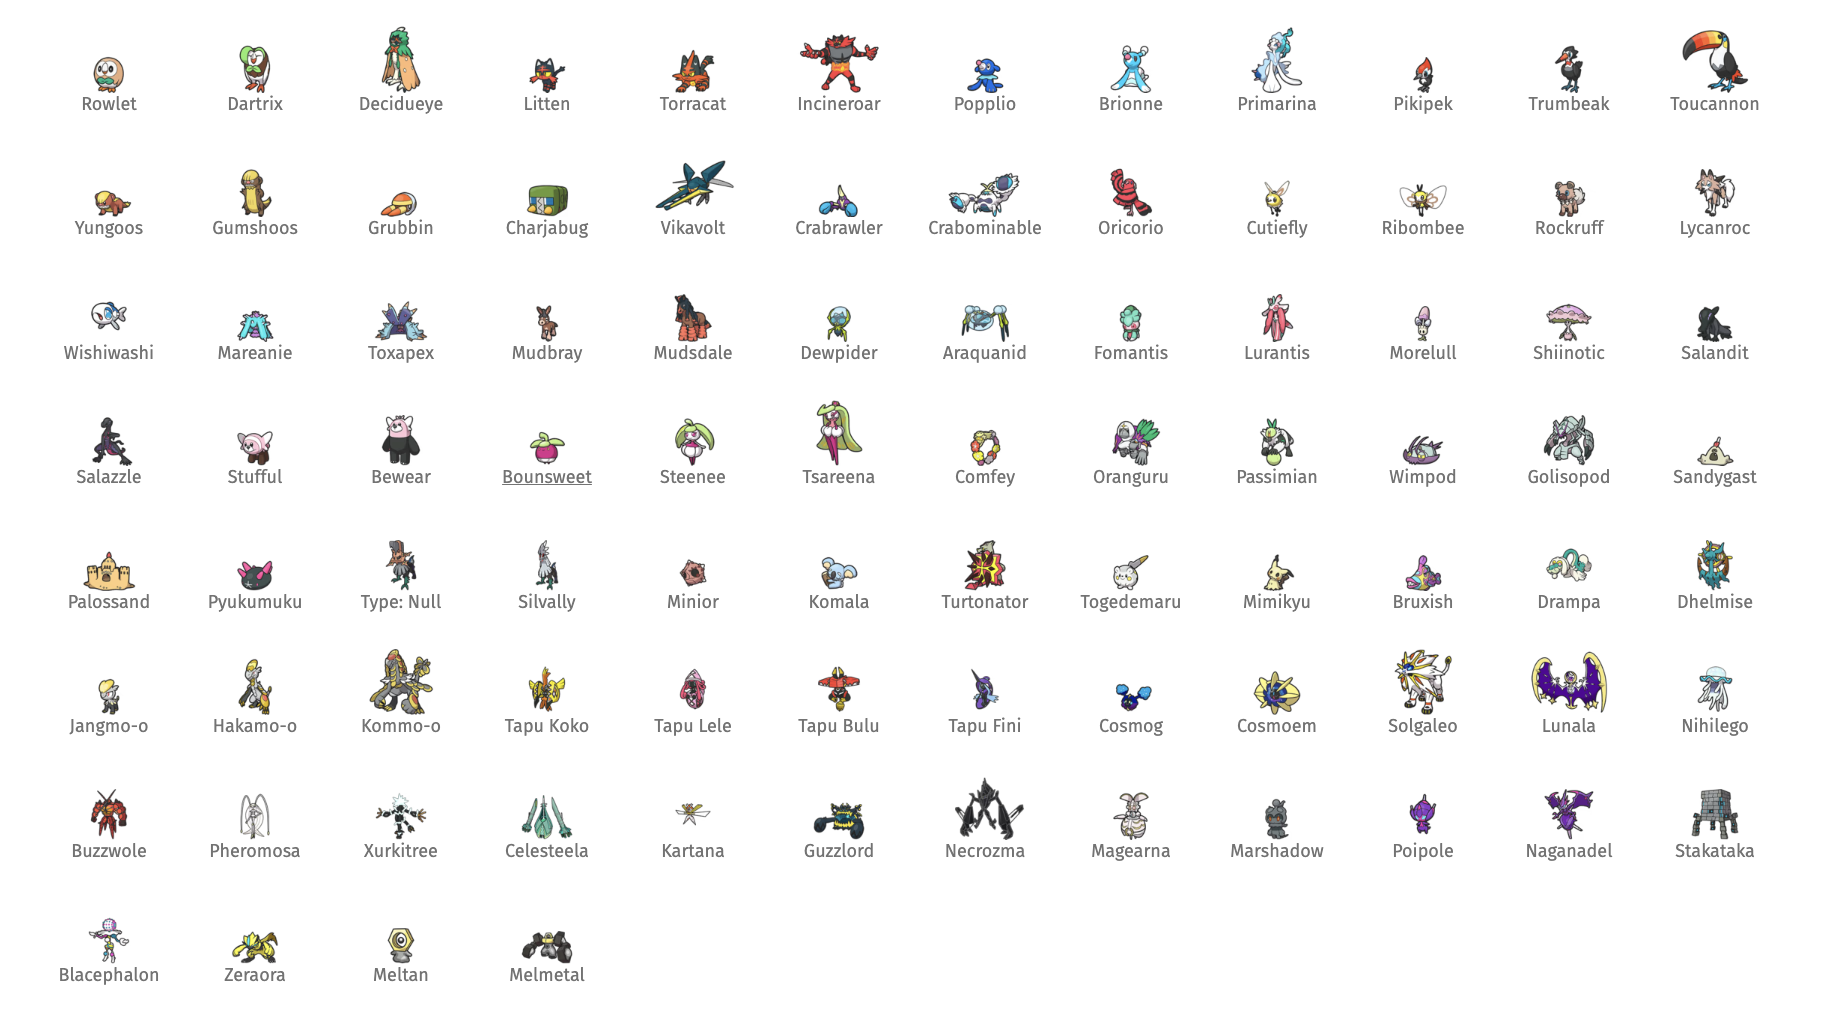 Rowlet Dartrix Decidueye Litten Torracat Incineroar Popplio Brionne Primarina Pikipek Trumbeak Toucannon
Yungoos Gumshoos Grubbin Charjabug Vikavolt Crabrawler Crabominable Oricorio Cutiefly Ribombee Rockruff Lycanroc
Wishiwashi Mareanie Toxapex Mudbray Mudsdale Dewpider Araquanid Fomantis Lurantis Morelull Shiinotic Salandit
Salazzle Stufful Bewear Bounsweet Steenee Tsareena Comfey Oranguru Passimian Wimpod Golisopod Sandygast
Palossand Pyukumuku Type: Null Silvally Minior Komala Turtonator Togedemaru Mimikyu Bruxish Drampa Dhelmise
Jangmo-o Hakamo-o Kommo-o Tapu Koko Tapu Lele Tapu Bulu Tapu Fini Cosmog Cosmoem Solgaleo Lunala Nihilego
Buzzwole Pheromosa Xurkitree Celesteela Kartana Guzzlord Necrozma Magearna Marshadow Poipole Naganadel Stakataka
Blacephalon Zeraora Meltan Melmetal